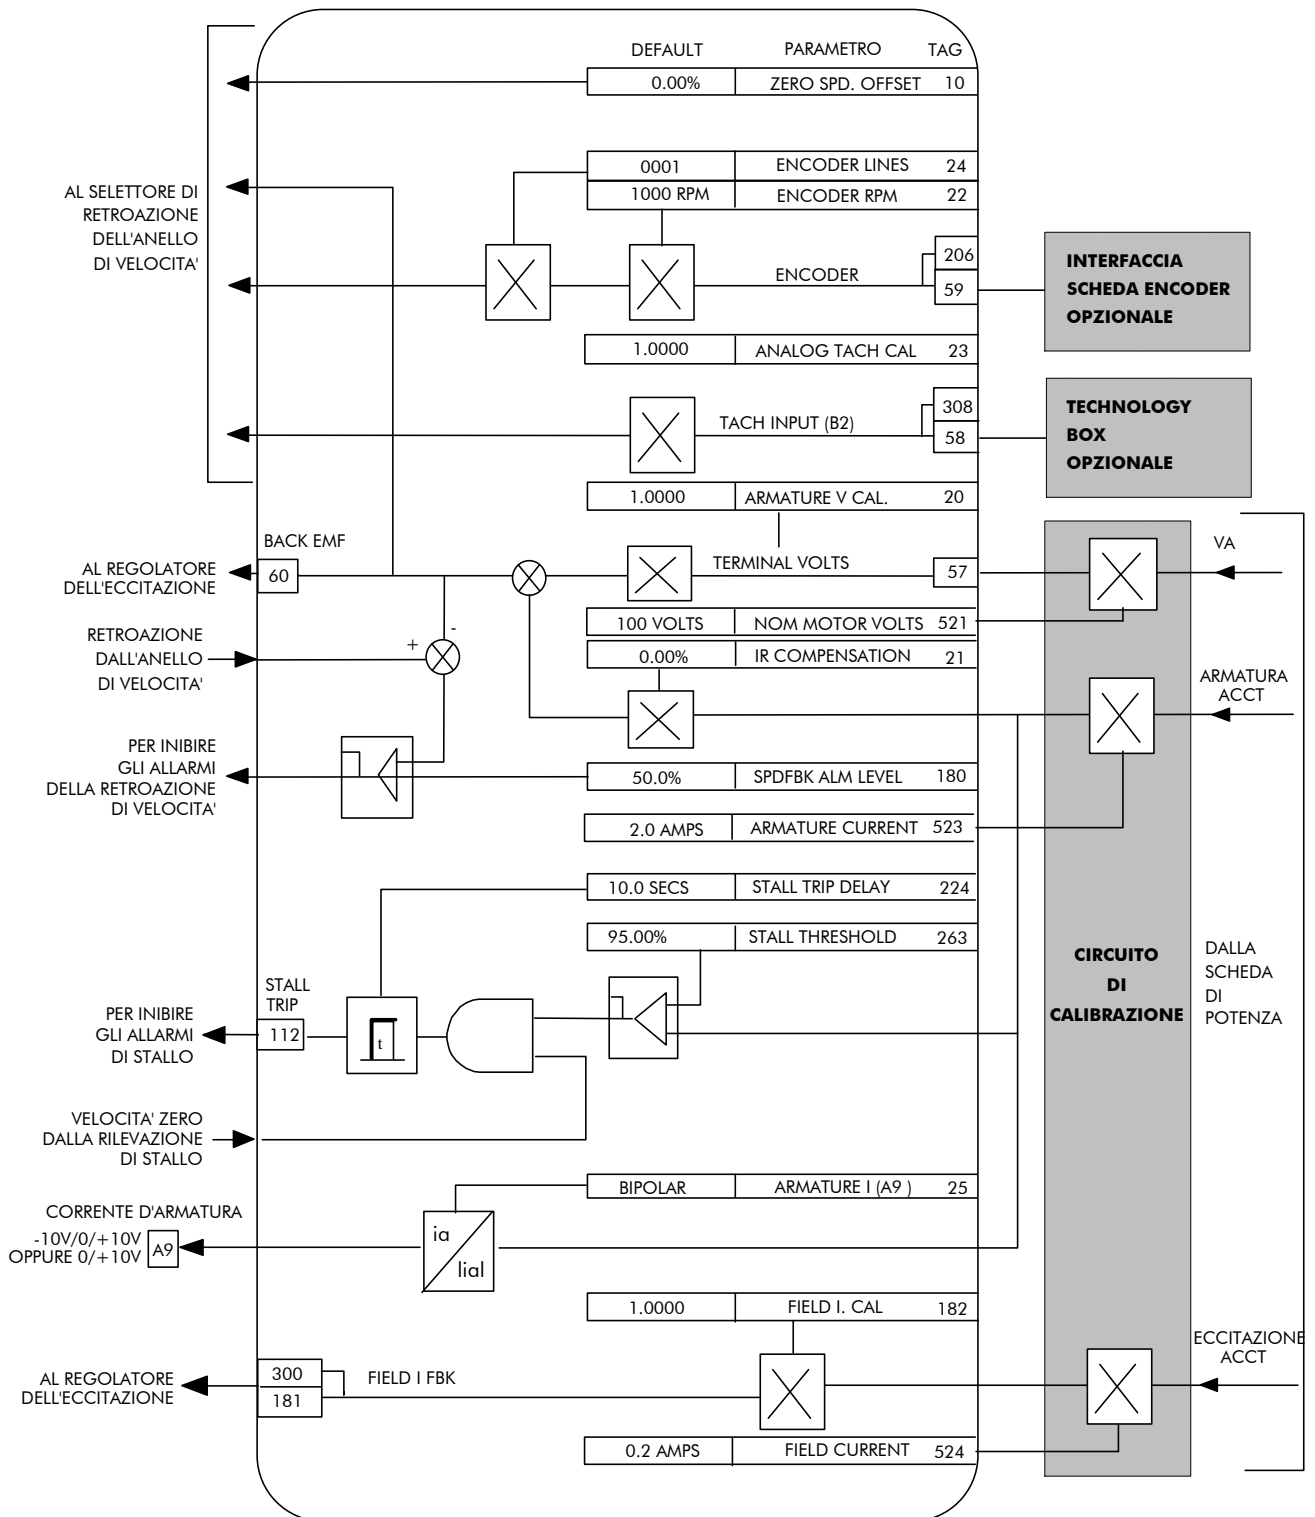 DEFAULT PARAMETRO TAG
0.00% ZERO SPD. OFFSET 10
0001 ENCODER LINES 24
1000 RPM ENCODER RPM 22
AL SELETTORE DI
RETROAZIONE
DELL'ANELLO
DI VELOCITA'
ENCODER
206
59
INTERFACCIA
SCHEDA ENCODER
OPZIONALE
1.0000 ANALOG TACH CAL 23
TACH INPUT (B2)
308
58
TECHNOLOGY
BOX
OPZIONALE
1.0000 ARMATURE V CAL. 20
BACK EMF
AL REGOLATORE
DELL'ECCITAZIONE
60
TERMINAL VOLTS
57
VA
100 VOLTS NOM MOTOR VOLTS 521
RETROAZIONE
DALL'ANELLO
DI VELOCITA'
+
-
0.00% IR COMPENSATION 21
ARMATURA
ACCT
PER INIBIRE
GLI ALLARMI
DELLA RETROAZIONE
DI VELOCITA'
50.0% SPDFBK ALM LEVEL 180
2.0 AMPS ARMATURE CURRENT 523
10.0 SECS STALL TRIP DELAY 224
95.00% STALL THRESHOLD 263
CIRCUITO
DI
CALIBRAZIONE
DALLA
SCHEDA
DI
POTENZA
STALL
TRIP
PER INIBIRE
GLI ALLARMI
DI STALLO
112
t
VELOCITA' ZERO
DALLA RILEVAZIONE
DI STALLO
BIPOLAR ARMATURE I (A9 ) 25
CORRENTE D'ARMATURA
-10V/0/+10V
OPPURE 0/+10V
A9
ia
lial
1.0000 FIELD I. CAL 182
ECCITAZIONE
ACCT
AL REGOLATORE
DELL'ECCITAZIONE
300
181
FIELD I FBK
0.2 AMPS FIELD CURRENT 524